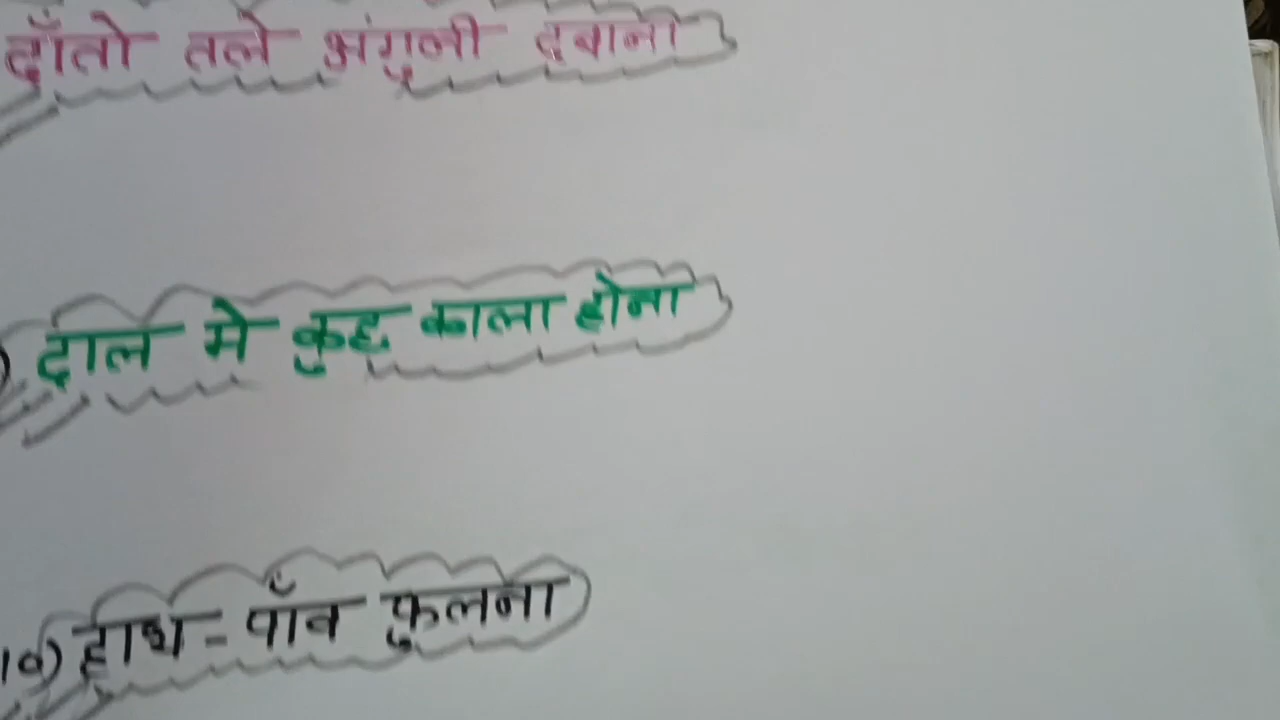 दाँतो तले अंगुली दबाना
) दाल मे कुछ काला होना
10) हाथ - पाँव फुलना